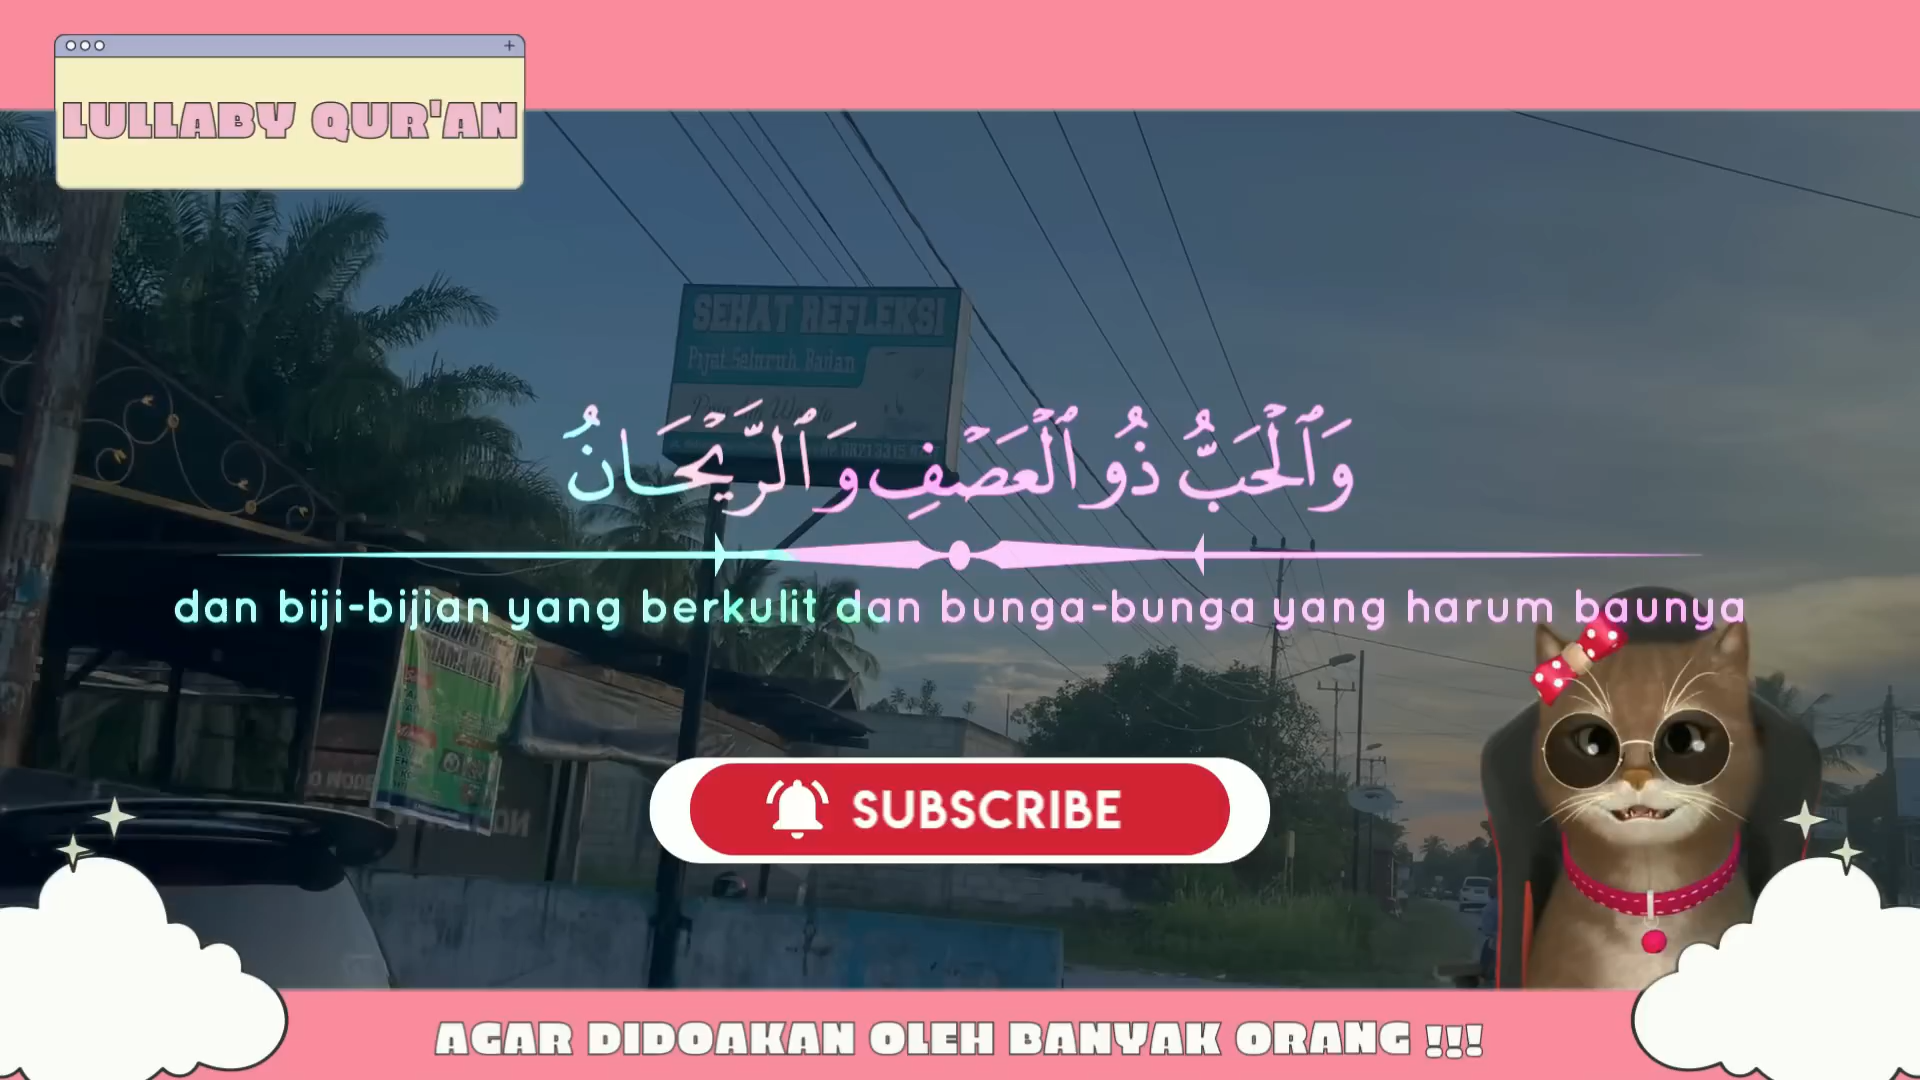 LULLABY QUR'AN
SEHAT REFLEKSI
Pijat Seluruh Badan
وَٱلْحَبُّ ذُو ٱلْعَصْفِ وَٱلرَّيْحَانُ
dan biji-bijian yang berkulit dan bunga-bunga yang harum baunya
SUBSCRIBE
AGAR DIDOAKAN OLEH BANYAK ORANG !!!